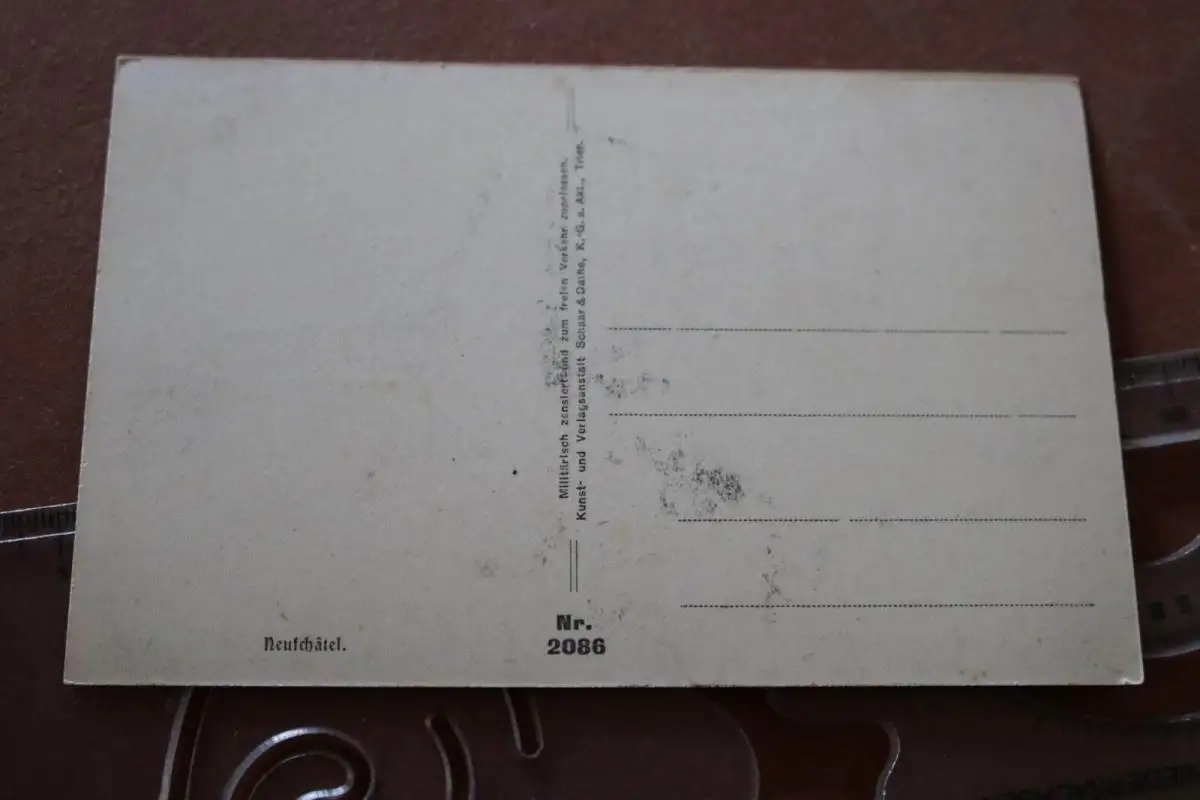 Militärisch zensiert und zum freien Verkehr zugelassen.
Kunst- und Verlagsanstalt Schaar & Dathe, K.-G. a. Akt., Trier.
Nr.
2086
Neufchâtel.